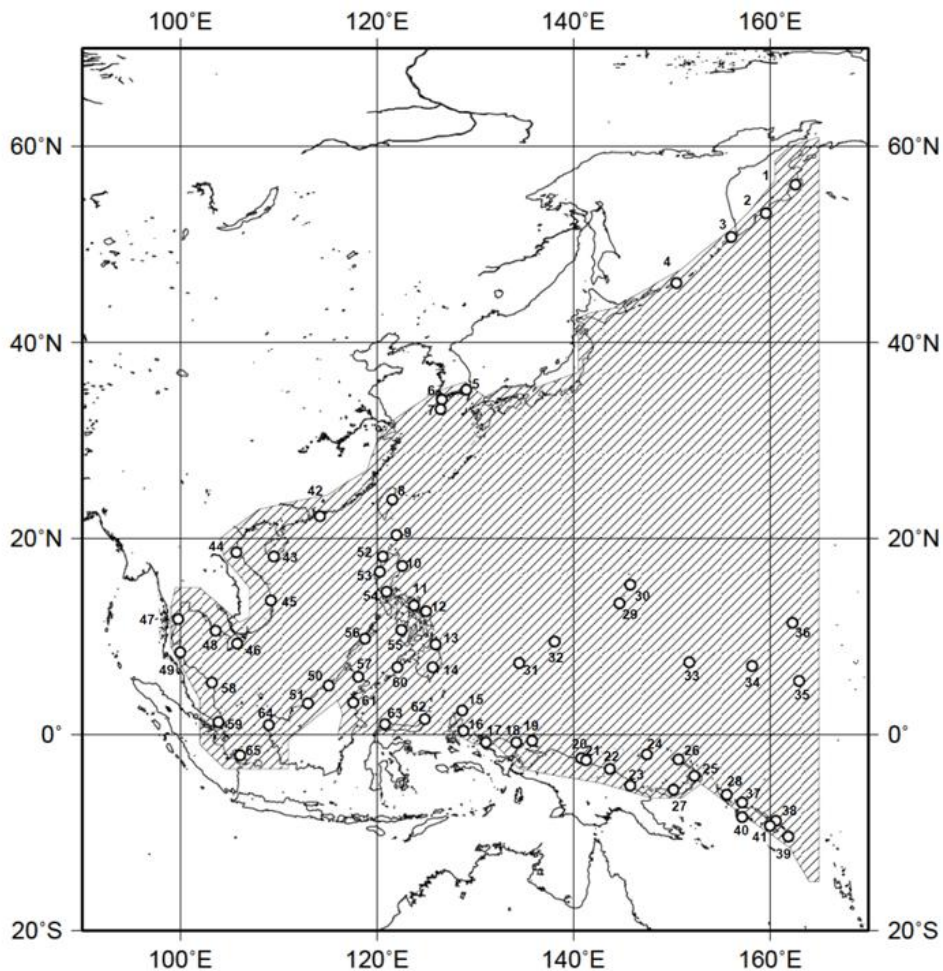 100°E 120°E 140°E 160°E
60°N 60°N
1
2
3
4
40°N 40°N
5
6
7
42 8
20°N 20°N
9
44 43 52 10
53
30
45 54 11 29
47 12 36
48 46 56 55 13 32
49 57 14 31 33 34
58 50 60 35
51 61 15
59 64 63 62 16
0° 17 18 19 0°
65 20 21 22 24 26
23 25
27 28 37
40 38
41 39
20°S 20°S
100°E 120°E 140°E 160°E